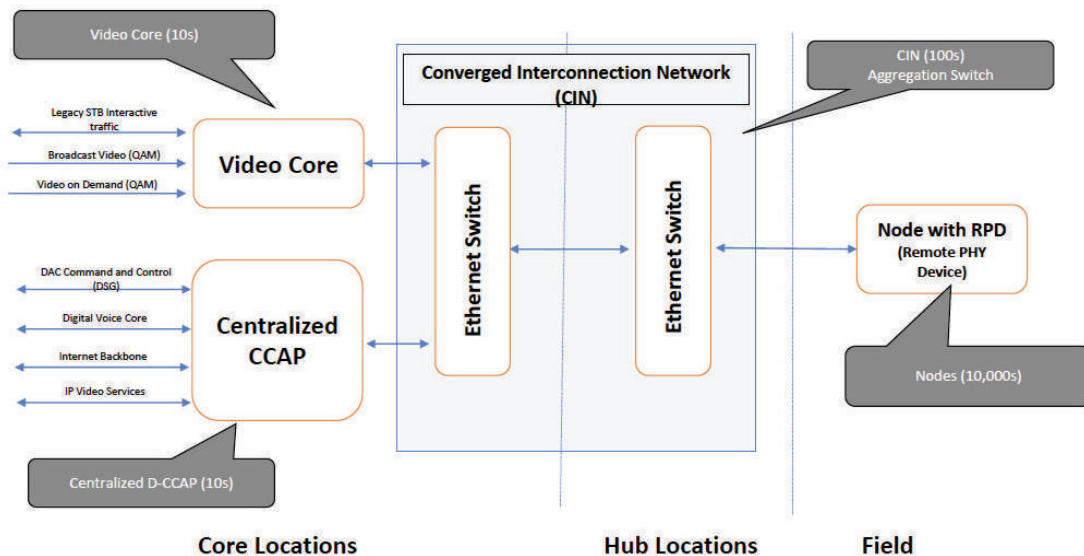 Video Core (10s)
Converged Interconnection Network
(CIN)
CIN (100s)
Aggregation Switch
Legacy STB Interactive
traffic
Broadcast Video (QAM)
Video on Demand (QAM)
Video Core
Ethernet Switch
Ethernet Switch
Node with RPD
(Remote PHY
Device)
DAC Command and Control
(DSG)
Digital Voice Core
Internet Backbone
IP Video Services
Centralized
CCAP
Nodes (10,000s)
Centralized D-CCAP (10s)
Core Locations
Hub Locations
Field